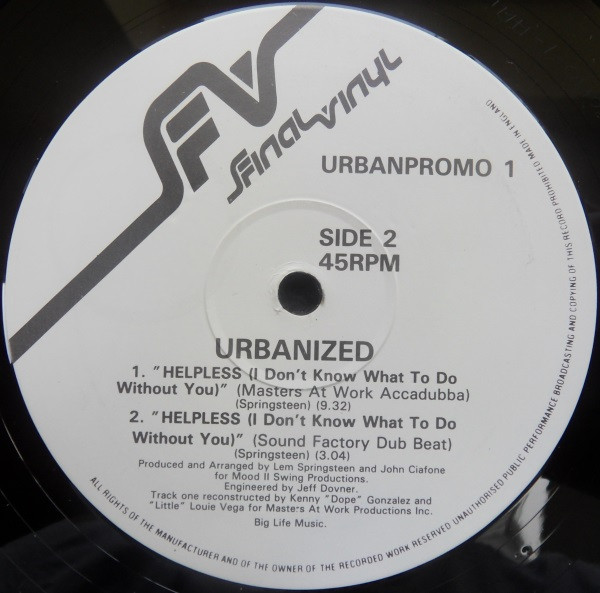 FV
finalvinyl
URBANPROMO 1
SIDE 2
45RPM
URBANIZED
1. "HELPLESS (I Don't Know What To Do
Without You)" (Masters At Work Accadubba)
(Springsteen) (9.32)
2. "HELPLESS (I Don't Know What To Do
Without You)" (Sound Factory Dub Beat)
(Springsteen) (3.04)
Produced and Arranged by Lem Springsteen and John Ciafone
for Mood II Swing Productions.
Engineered by Jeff Dovner.
Track one reconstructed by Kenny "Dope" Gonzalez and
"Little" Louie Vega for Masters At Work Productions Inc.
Big Life Music.
ALL RIGHTS OF THE MANUFACTURER AND OF THE OWNER OF THE RECORDED WORK RESERVED UNAUTHORISED PUBLIC PERFORMANCE BROADCASTING AND COPYING OF THIS RECORD PROHIBITED MADE IN ENGLAND